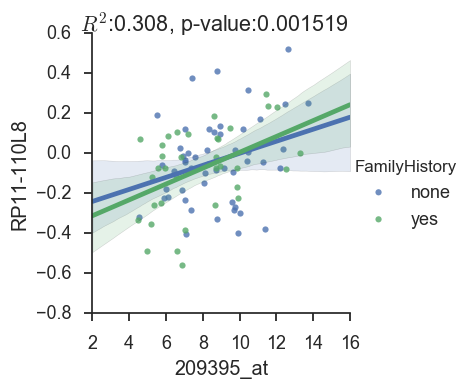 R²:0.308, p-value:0.001519
0.6
0.4
0.2
0.0
−0.2
−0.4
−0.6
−0.8
RP11-110L8
2 4 6 8 10 12 14 16
209395_at
FamilyHistory
none
yes